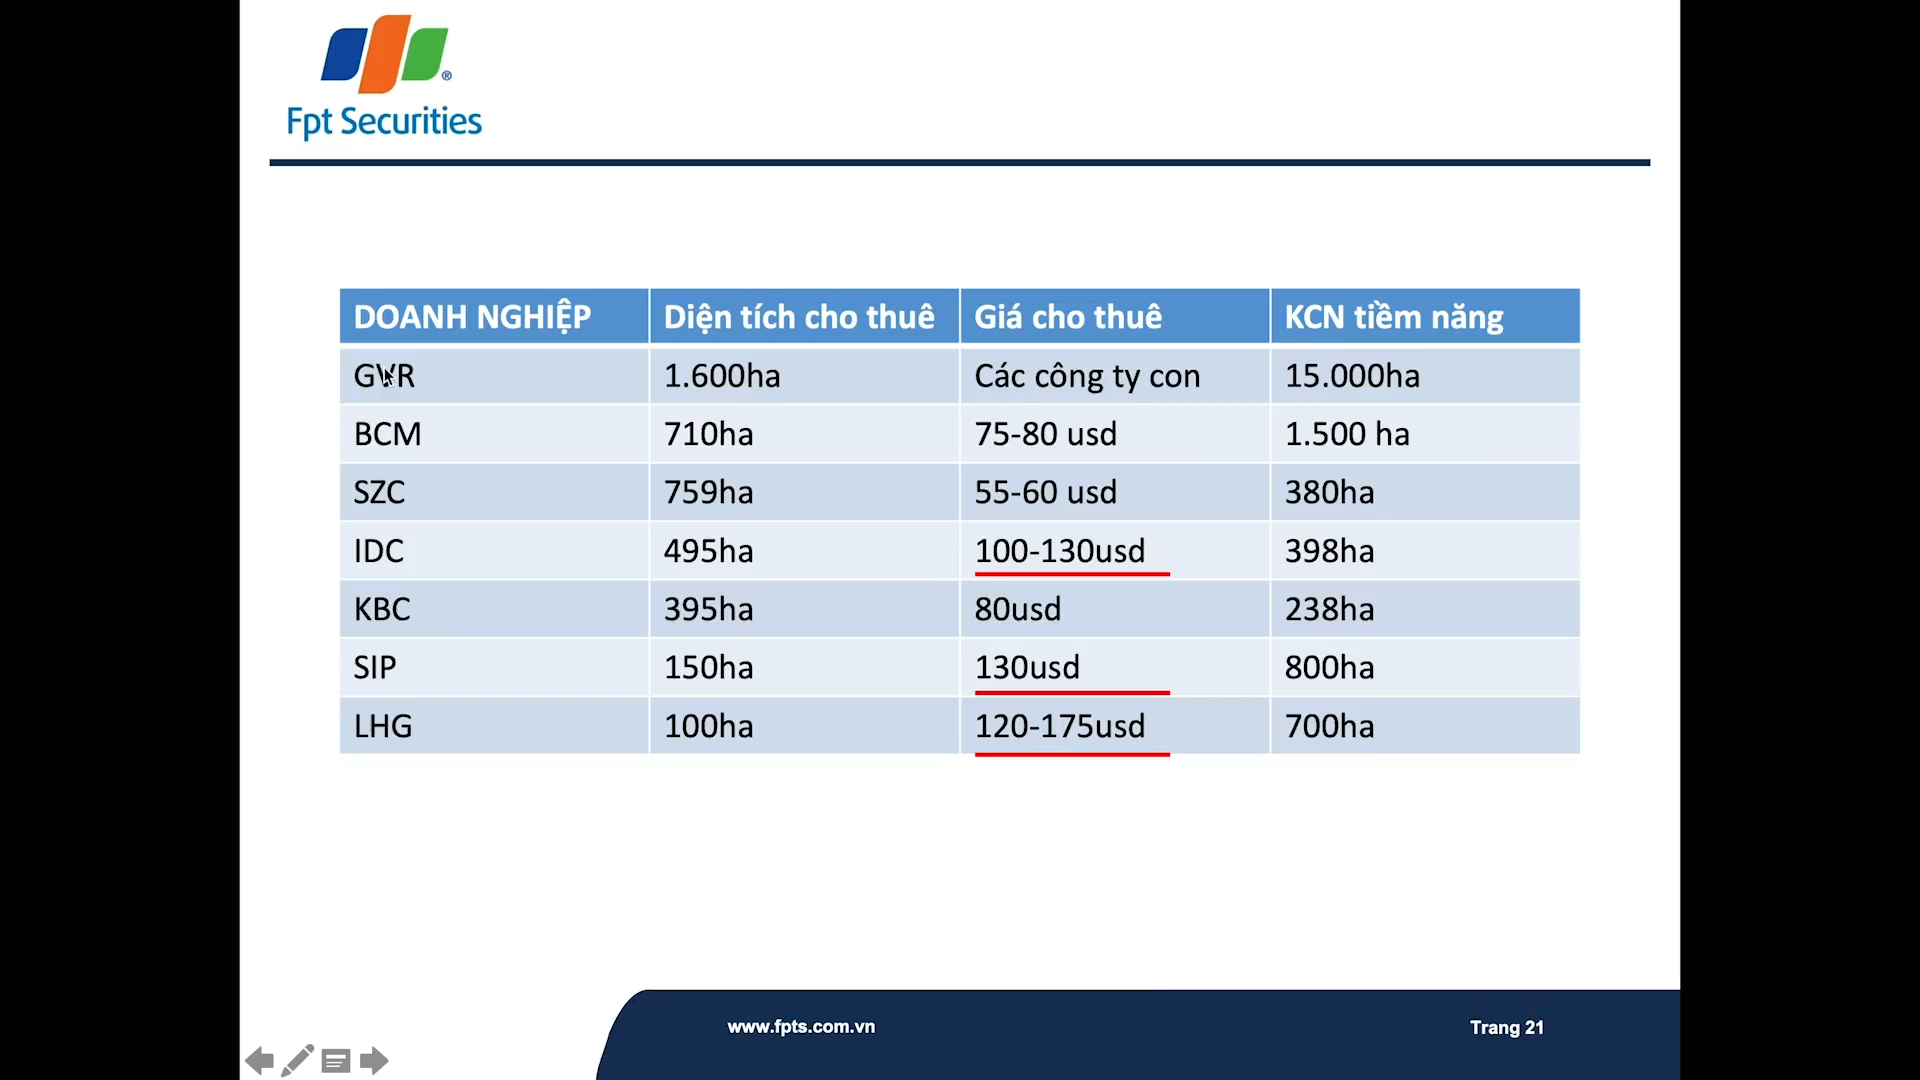 ®
Fpt Securities
DOANH NGHIỆP Diện tích cho thuê Giá cho thuê KCN tiềm năng
GVR 1.600ha Các công ty con 15.000ha
BCM 710ha 75-80 usd 1.500 ha
SZC 759ha 55-60 usd 380ha
IDC 495ha 100-130usd 398ha
KBC 395ha 80usd 238ha
SIP 150ha 130usd 800ha
LHG 100ha 120-175usd 700ha
www.fpts.com.vn Trang 21